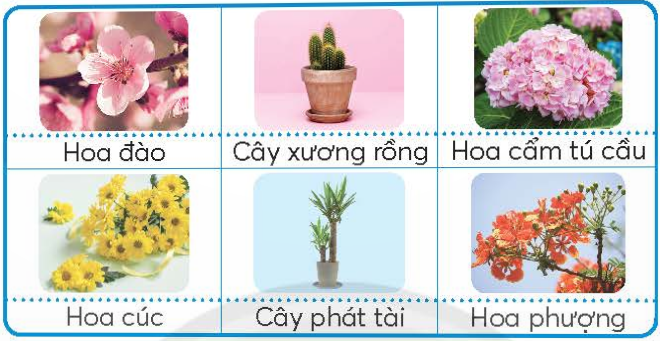 Hoa đào
Cây xương rồng
Hoa cẩm tú cầu
Hoa cúc
Cây phát tài
Hoa phượng